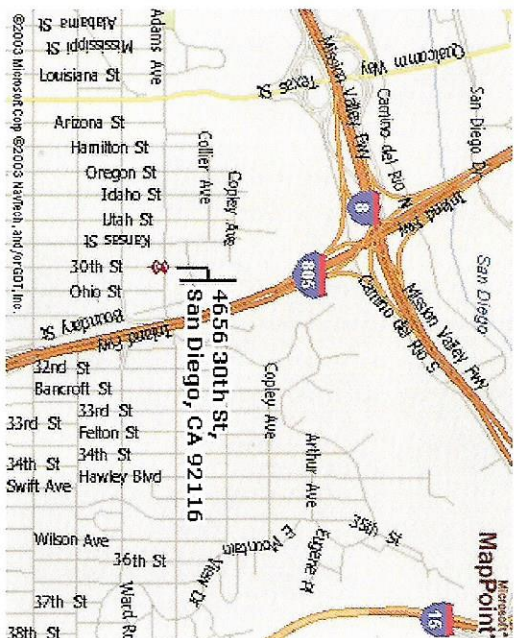 Microsoft
MapPoint
15
San Diego Dr
San Diego
Qualcomm Way
Camino del Rio N
Inland Fwy
Mission Valley Fwy
Mission Valley Fwy
8
Camino del Rio S
Texas St
805
35th St
Eugene Pl
Arthur Ave
Copley Ave
Copley Ave
Collier Ave
E Mountain View Dr
4656 30th St,
San Diego, CA 92116
Adams Ave
Alabama St
Mississippi St
Louisiana St
Arizona St
Hamilton St
Oregon St
Idaho St
Utah St
Kansas St
30th St
Ohio St
Boundary St
Inland Fwy
32nd St
Bancroft St
33rd St
33rd St
Felton St
34th St
34th St
Hawley Blvd
Swift Ave
Wilson Ave
36th St
37th St
Ward Rd
38th St
©2003 Microsoft Corp ©2003 NavTech, and/or GDT, Inc.